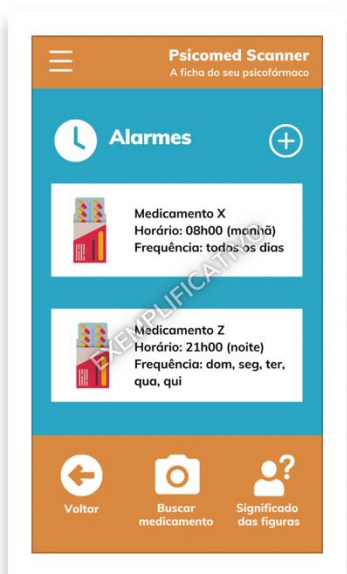 Psicomed Scanner
A ficha do seu psicofármaco
Alarmes
Medicamento X
Horário: 08h00 (manhã)
Frequência: todos os dias
EXEMPLIFICATIVO
Medicamento Z
Horário: 21h00 (noite)
Frequência: dom, seg, ter,
qua, qui
Voltar
Buscar
medicamento
Significado
das figuras